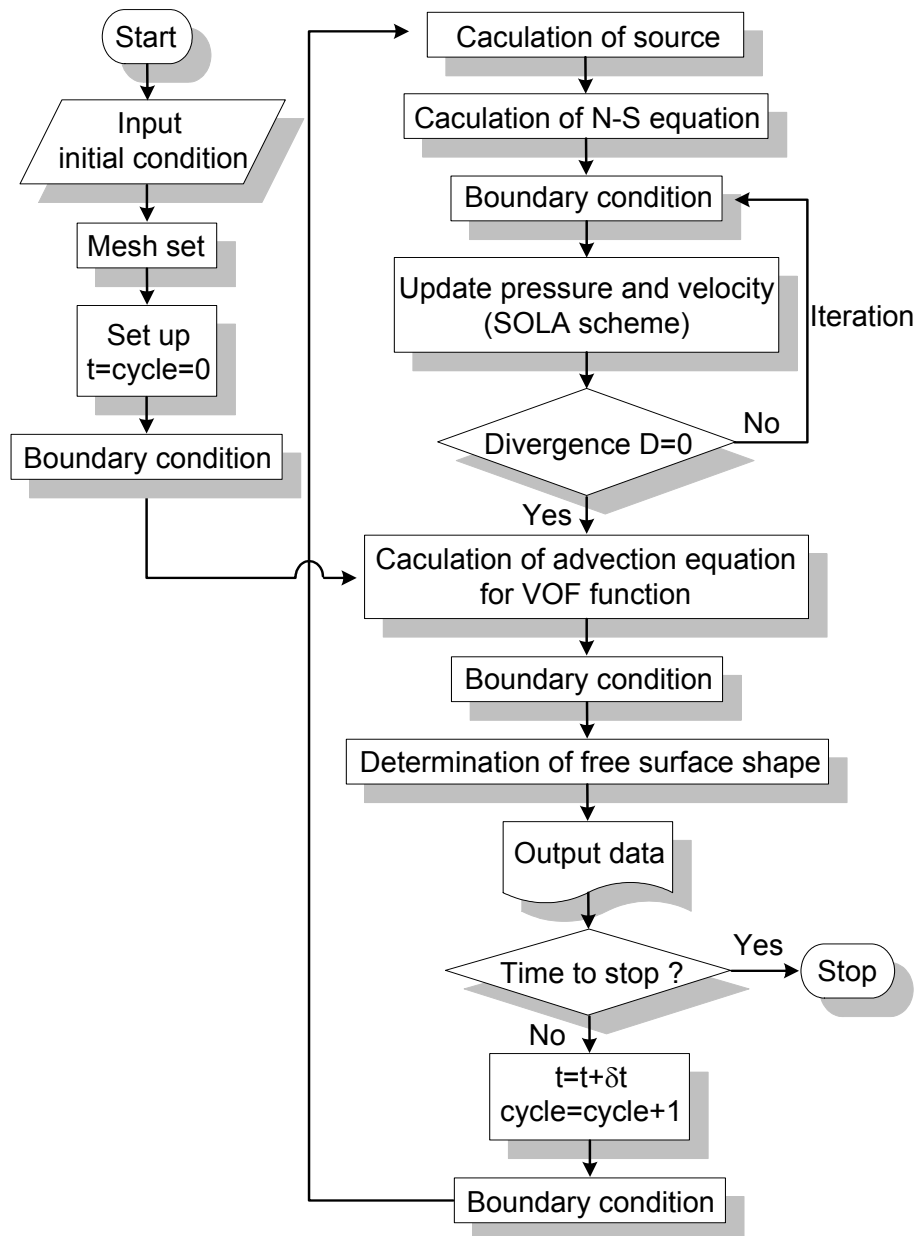 Start
Input
initial condition
Mesh set
Set up
t=cycle=0
Boundary condition
Caculation of source
Caculation of N-S equation
Boundary condition
Update pressure and velocity
(SOLA scheme)
Iteration
Divergence D=0
No
Yes
Caculation of advection equation
for VOF function
Boundary condition
Determination of free surface shape
Output data
Time to stop ?
Yes
Stop
No
t=t+δt
cycle=cycle+1
Boundary condition